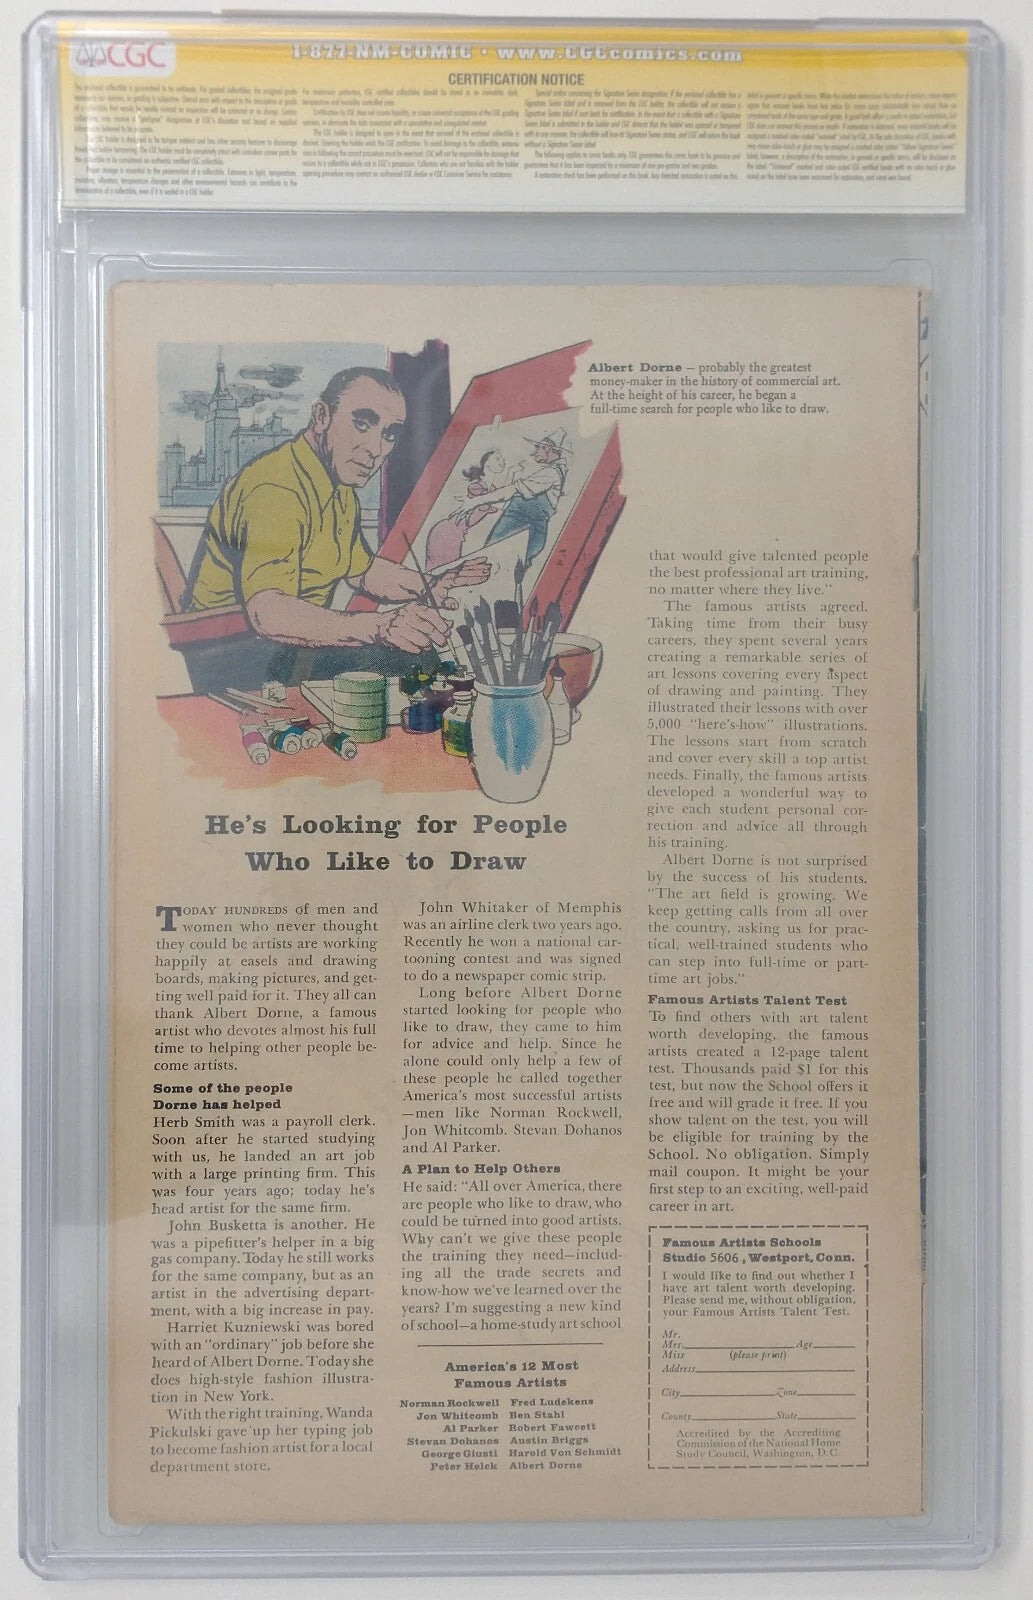 CGC
1-877-NM-COMIC • www.CGCcomics.com
CERTIFICATION NOTICE
Albert Dorne — probably the greatest
money-maker in the history of commercial art.
At the height of his career, he began a
full-time search for people who like to draw.
He's Looking for People
Who Like to Draw
TODAY HUNDREDS of men and
women who never thought
they could be artists are working
happily at easels and drawing
boards, making pictures, and get-
ting well paid for it. They all can
thank Albert Dorne, a famous
artist who devotes almost his full
time to helping other people be-
come artists.
Some of the people
Dorne has helped
Herb Smith was a payroll clerk.
Soon after he started studying
with us, he landed an art job
with a large printing firm. This
was four years ago; today he's
head artist for the same firm.
John Busketta is another. He
was a pipefitter's helper in a big
gas company. Today he still works
for the same company, but as an
artist in the advertising depart-
ment, with a big increase in pay.
Harriet Kuzniewski was bored
with an "ordinary" job before she
heard of Albert Dorne. Today she
does high-style fashion illustra-
tion in New York.
With the right training, Wanda
Pickulski gave up her typing job
to become fashion artist for a local
department store.
John Whitaker of Memphis
was an airline clerk two years ago.
Recently he won a national car-
tooning contest and was signed
to do a newspaper comic strip.
Long before Albert Dorne
started looking for people who
like to draw, they came to him
for advice and help. Since he
alone could only help a few of
these people he called together
America's most successful artists
—men like Norman Rockwell,
Jon Whitcomb. Stevan Dohanos
and Al Parker.
A Plan to Help Others
He said: "All over America, there
are people who like to draw, who
could be turned into good artists.
Why can't we give these people
the training they need—includ-
ing all the trade secrets and
know-how we've learned over the
years? I'm suggesting a new kind
of school—a home-study art school
America's 12 Most
Famous Artists
Norman Rockwell Fred Ludekens
Jon Whitcomb Ben Stahl
Al Parker Robert Fawcett
Stevan Dohanos Austin Briggs
George Giusti Harold Von Schmidt
Peter Helck Albert Dorne
that would give talented people
the best professional art training,
no matter where they live."
The famous artists agreed.
Taking time from their busy
careers, they spent several years
creating a remarkable series of
art lessons covering every aspect
of drawing and painting. They
illustrated their lessons with over
5,000 "here's-how" illustrations.
The lessons start from scratch
and cover every skill a top artist
needs. Finally, the famous artists
developed a wonderful way to
give each student personal cor-
rection and advice all through
his training.
Albert Dorne is not surprised
by the success of his students.
"The art field is growing. We
keep getting calls from all over
the country, asking us for prac-
tical, well-trained students who
can step into full-time or part-
time art jobs."
Famous Artists Talent Test
To find others with art talent
worth developing, the famous
artists created a 12-page talent
test. Thousands paid $1 for this
test, but now the School offers it
free and will grade it free. If you
show talent on the test, you will
be eligible for training by the
School. No obligation. Simply
mail coupon. It might be your
first step to an exciting, well-paid
career in art.
Famous Artists Schools
Studio 5606, Westport, Conn.
I would like to find out whether I
have art talent worth developing.
Please send me, without obligation,
your Famous Artists Talent Test.
Mr.
Mrs. Age
Miss (please print)
Address
City Zone
County State
Accredited by the Accrediting
Commission of the National Home
Study Council, Washington, D.C.